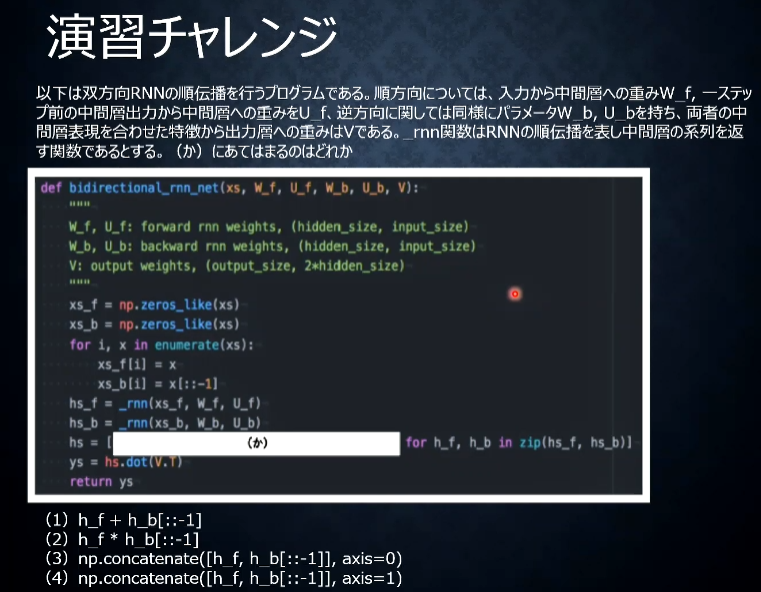 演習チャレンジ
以下は双方向RNNの順伝播を行うプログラムである。順方向については、入力から中間層への重みW_f, 一ステッ
プ前の中間層出力から中間層への重みをU_f、逆方向に関しては同様にパラメータW_b, U_bを持ち、両者の中
間層表現を合わせた特徴から出力層への重みはVである。_rnn関数はRNNの順伝播を表し中間層の系列を返
す関数であるとする。（か）にあてはまるのはどれか
def bidirectional_rnn_net(xs, W_f, U_f, W_b, U_b, V):
"""
W_f, U_f: forward rnn weights, (hidden_size, input_size)
W_b, U_b: backward rnn weights, (hidden_size, input_size)
V: output weights, (output_size, 2*hidden_size)
"""
xs_f = np.zeros_like(xs)
xs_b = np.zeros_like(xs)
for i, x in enumerate(xs):
xs_f[i] = x
xs_b[i] = x[::-1]
hs_f = _rnn(xs_f, W_f, U_f)
hs_b = _rnn(xs_b, W_b, U_b)
hs = [ （か） for h_f, h_b in zip(hs_f, hs_b)]
ys = hs.dot(V.T)
return ys
（1）h_f + h_b[::-1]
（2）h_f * h_b[::-1]
（3）np.concatenate([h_f, h_b[::-1]], axis=0)
（4）np.concatenate([h_f, h_b[::-1]], axis=1)